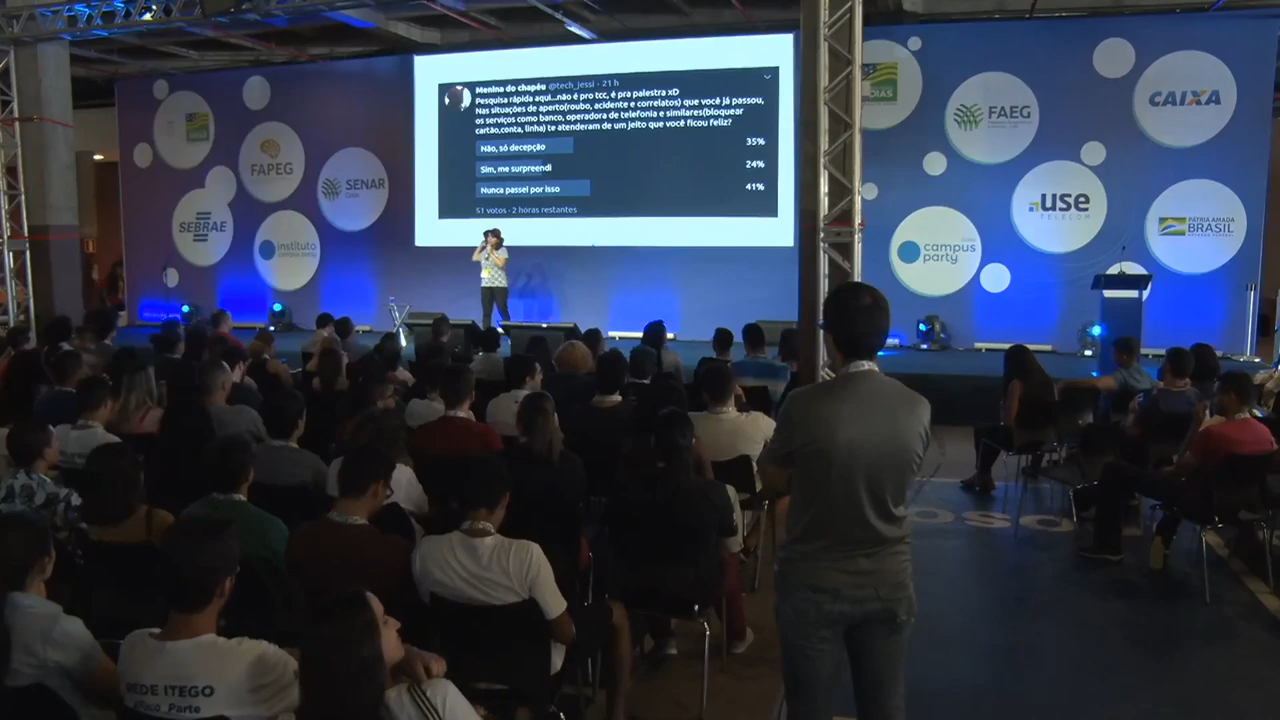 Menina do chapéu @tech_jessi · 21 h
Pesquisa rápida aqui...não é pro tcc, é pra palestra xD
Nas situações de aperto(roubo, acidente e correlatos) que você já passou,
os serviços como banco, operadora de telefonia e similares(bloquear
cartão,conta, linha) te atenderam de um jeito que você ficou feliz?
Não, só decepção 35%
Sim, me surpreendi 24%
Nunca passei por isso 41%
51 votos · 2 horas restantes
FAPEG
SENAR
SEBRAE
instituto
campus party
FAEG
CAIXA
.USE
TELECOM
campus
party
PÁTRIA AMADA
BRASIL
REDE ITEGO